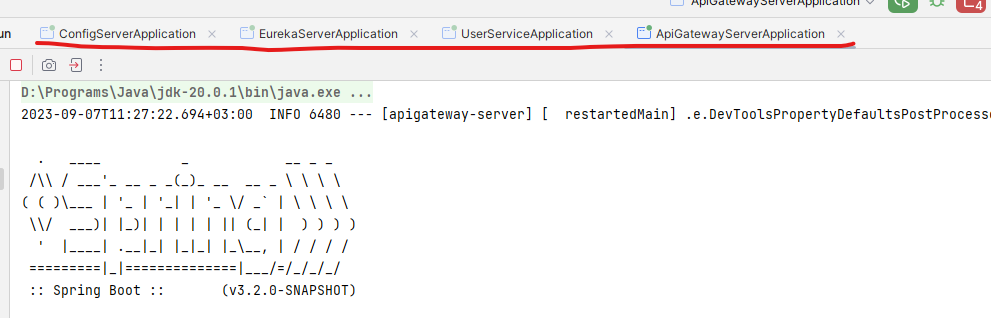 ApiGatewayServerApplication
4
un ConfigServerApplication EurekaServerApplication UserServiceApplication ApiGatewayServerApplication
D:\Programs\Java\jdk-20.0.1\bin\java.exe ...
2023-09-07T11:27:22.694+03:00  INFO 6480 --- [apigateway-server] [  restartedMain] .e.DevToolsPropertyDefaultsPostProcess
  .   ____          _            __ _ _
 /\\ / ___'_ __ _ _(_)_ __  __ _ \ \ \ \
( ( )\___ | '_ | '_| | '_ \/ _` | \ \ \ \
 \\/  ___)| |_)| | | | | || (_| |  ) ) ) )
  '  |____| .__|_| |_|_| |_\__, | / / / /
 =========|_|==============|___/=/_/_/_/
 :: Spring Boot ::       (v3.2.0-SNAPSHOT)